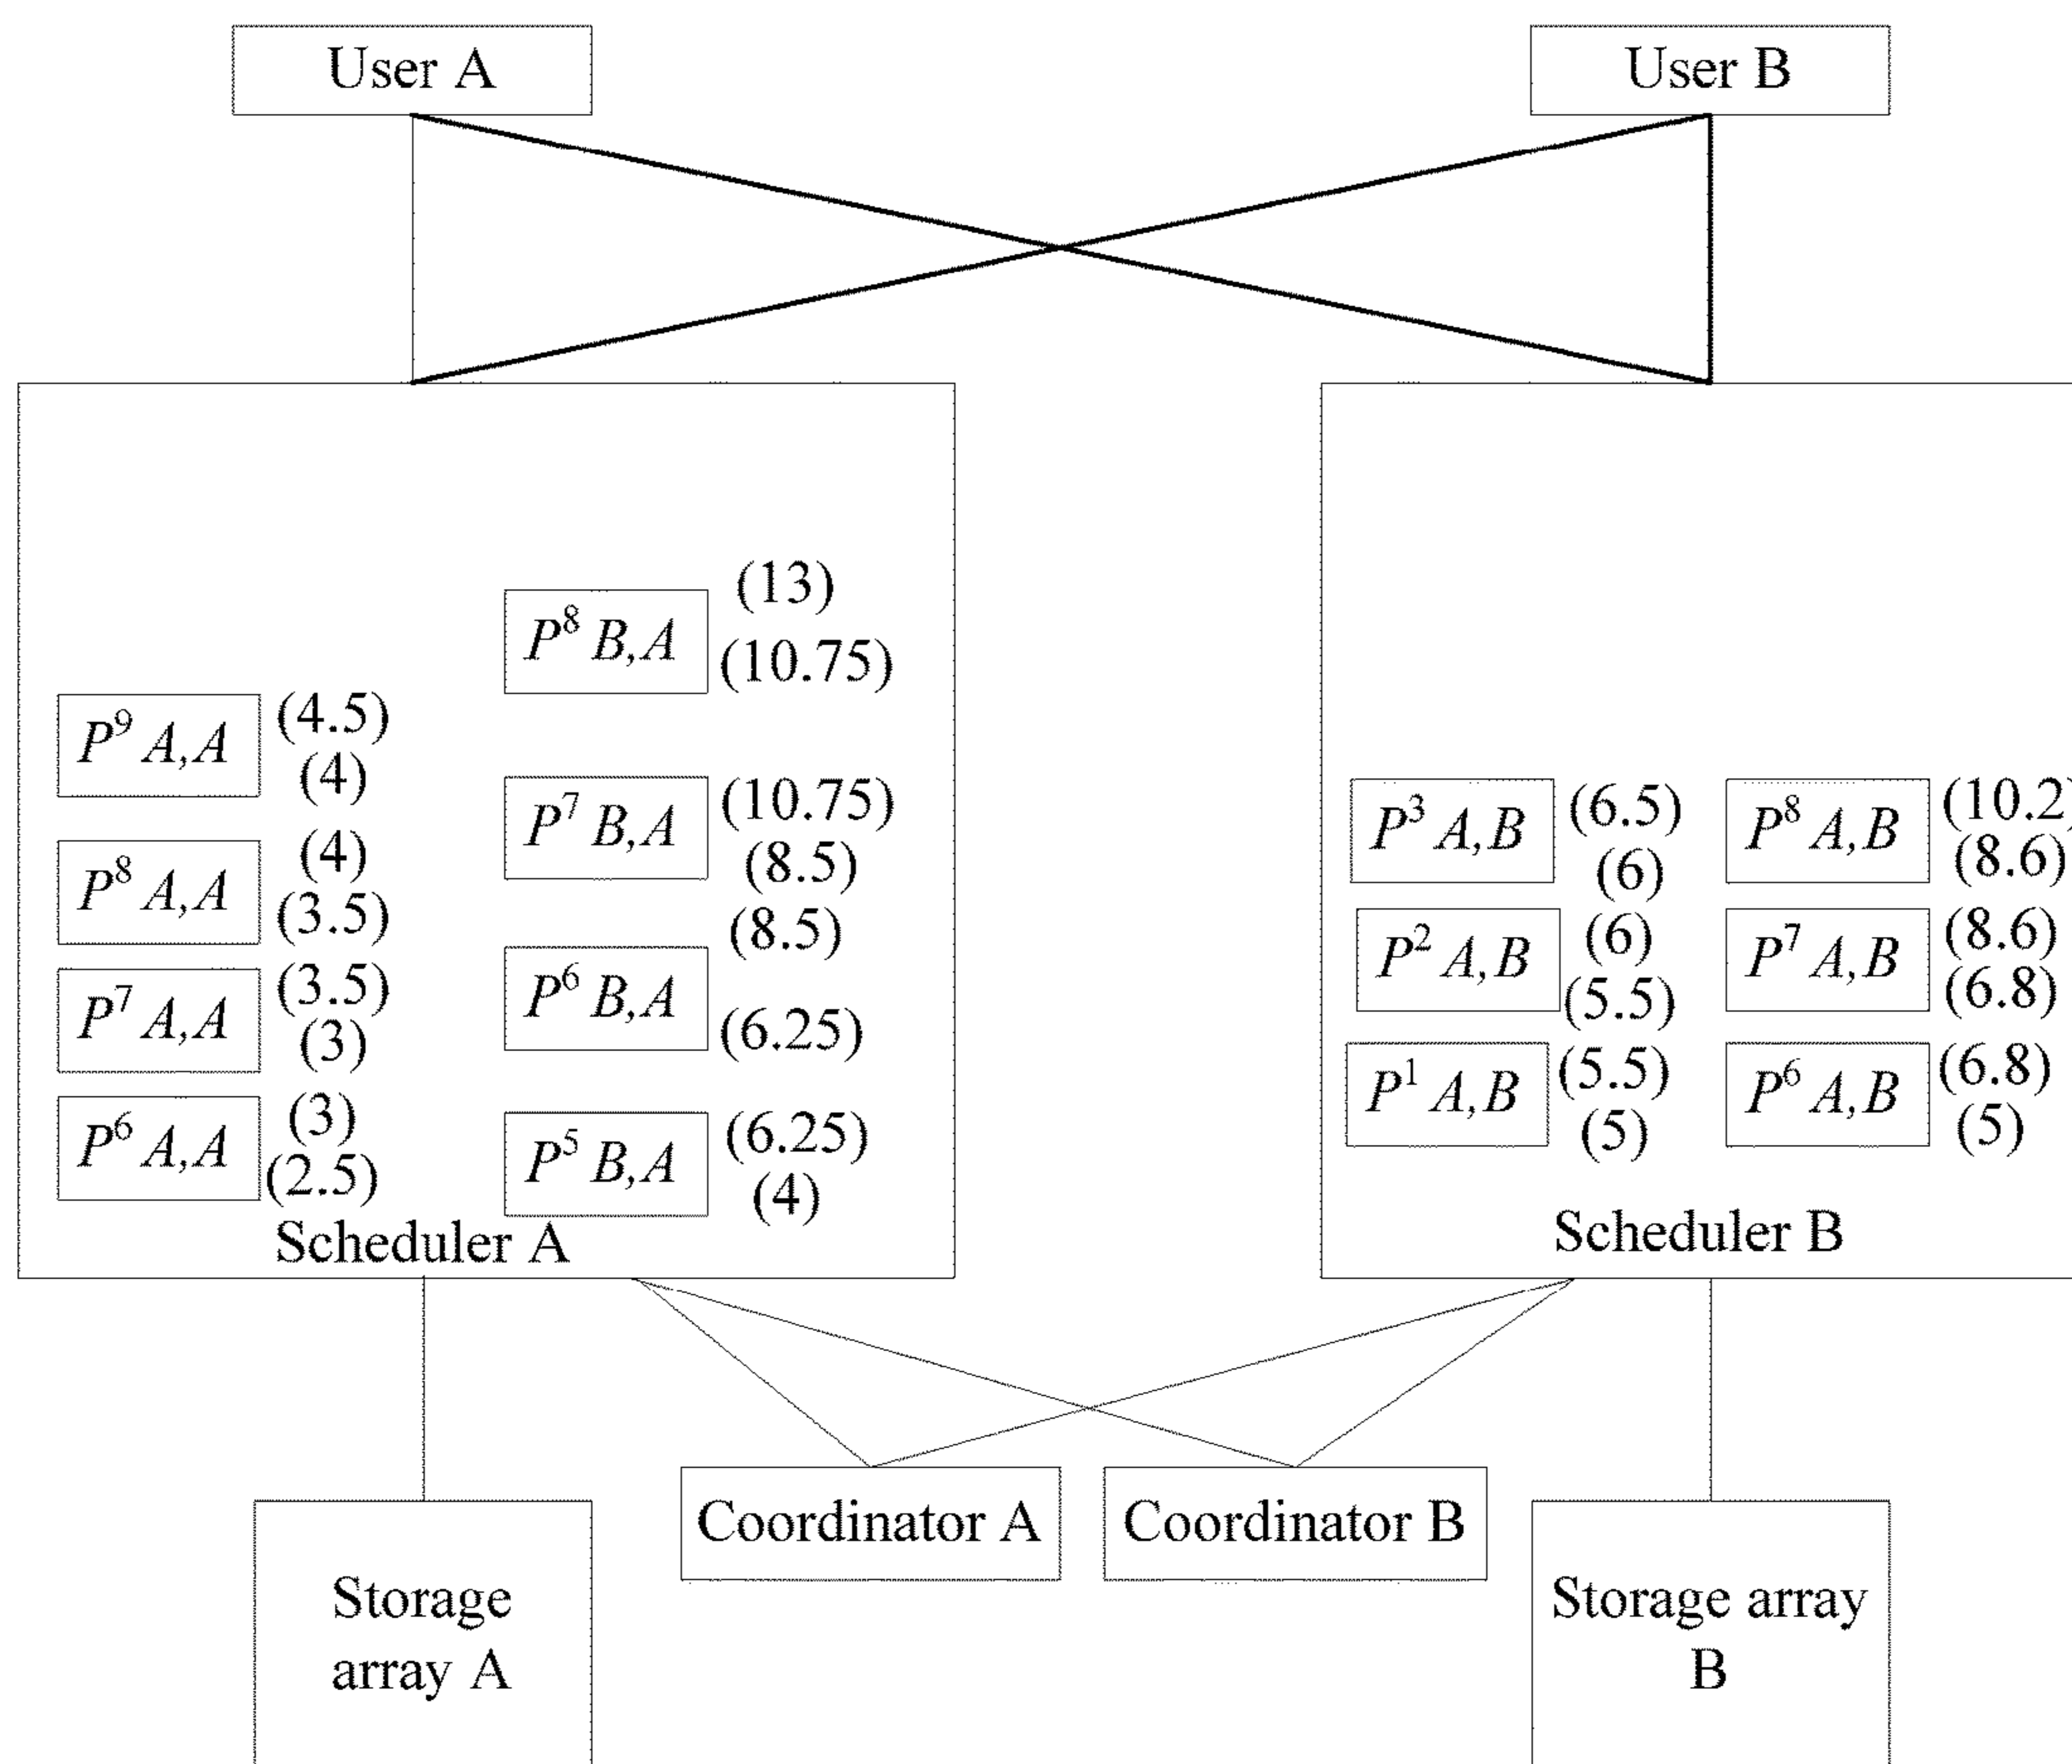 User A
User B
P⁸ B,A
(13)
(10.75)
P⁹ A,A
(4.5)
(4)
P⁸ A,A
(4)
(3.5)
P⁷ A,A
(3.5)
(3)
P⁶ A,A
(3)
(2.5)
P⁷ B,A
(10.75)
(8.5)
P⁶ B,A
(8.5)
(6.25)
P⁵ B,A
(6.25)
(4)
Scheduler A
P³ A,B
(6.5)
(6)
P² A,B
(6)
(5.5)
P¹ A,B
(5.5)
(5)
P⁸ A,B
(10.2)
(8.6)
P⁷ A,B
(8.6)
(6.8)
P⁶ A,B
(6.8)
(5)
Scheduler B
Coordinator A
Coordinator B
Storage
array A
Storage array
B